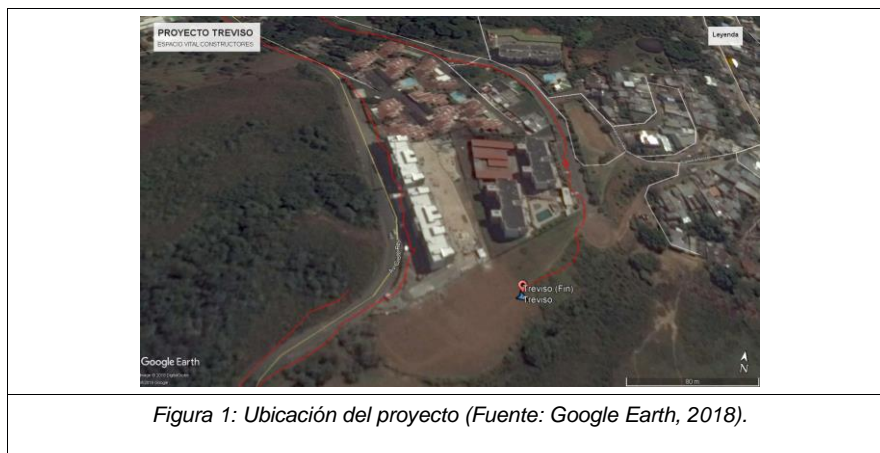 PROYECTO TREVISO
ESPACIO VITAL CONSTRUCTORES
Leyenda
Treviso (Fin)
Treviso
Google Earth
N
80 m
Figura 1: Ubicación del proyecto (Fuente: Google Earth, 2018).